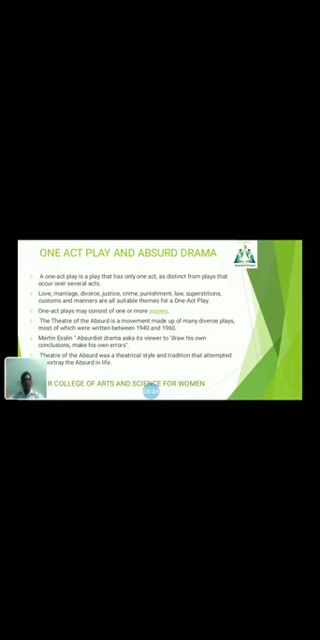 ONE ACT PLAY AND ABSURD DRAMA
A one-act play is a play that has only one act, as distinct from plays that
occur over several acts.
Love, marriage, divorce, justice, crime, punishment, law, superstitions,
customs and manners are all suitable themes for a One-Act Play.
One-act plays may consist of one or more scenes.
The Theatre of the Absurd is a movement made up of many diverse plays,
most of which were written between 1940 and 1960.
Martin Esslin " Absurdist drama asks its viewer to "draw his own
conclusions, make his own errors".
Theatre of the Absurd was a theatrical style and tradition that attempted
portray the Absurd in life.
R COLLEGE OF ARTS AND SCIENCE FOR WOMEN